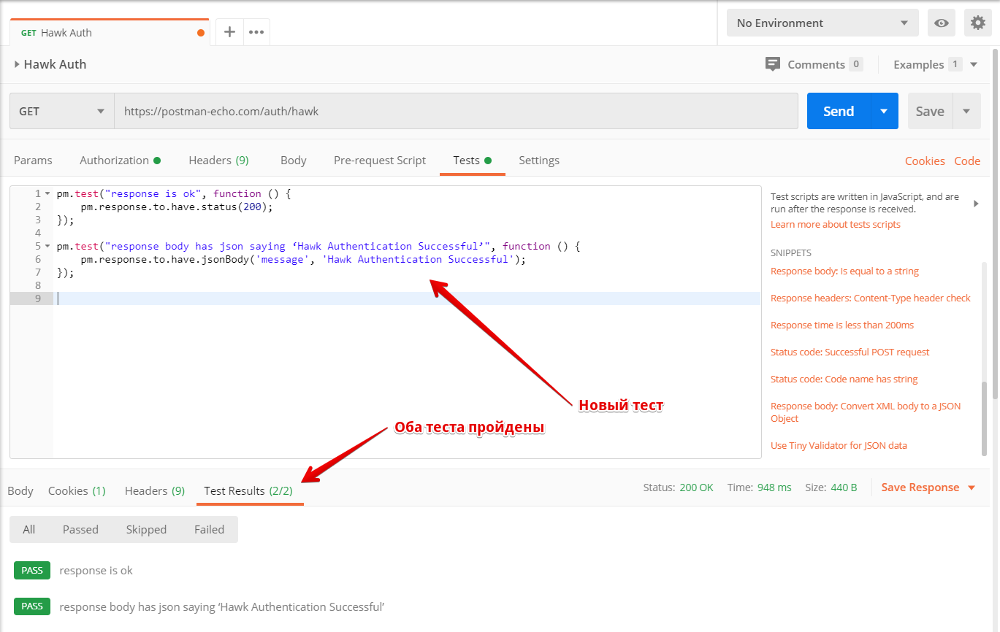 GET Hawk Auth
No Environment
Hawk Auth
Comments 0
Examples 1
GET
https://postman-echo.com/auth/hawk
Send
Save
Params Authorization Headers (9) Body Pre-request Script Tests Settings
Cookies Code
1 pm.test("response is ok", function () {
2 pm.response.to.have.status(200);
3 });
4
5 pm.test("response body has json saying ‘Hawk Authentication Successful’", function () {
6 pm.response.to.have.jsonBody('message', 'Hawk Authentication Successful');
7 });
8
9
Новый тест
Оба теста пройдены
Test scripts are written in JavaScript, and are
run after the response is received.
Learn more about tests scripts
SNIPPETS
Response body: Is equal to a string
Response headers: Content-Type header check
Response time is less than 200ms
Status code: Successful POST request
Status code: Code name has string
Response body: Convert XML body to a JSON
Object
Use Tiny Validator for JSON data
Body Cookies (1) Headers (9) Test Results (2/2)
Status: 200 OK Time: 948 ms Size: 440 B Save Response
All Passed Skipped Failed
PASS response is ok
PASS response body has json saying ‘Hawk Authentication Successful’